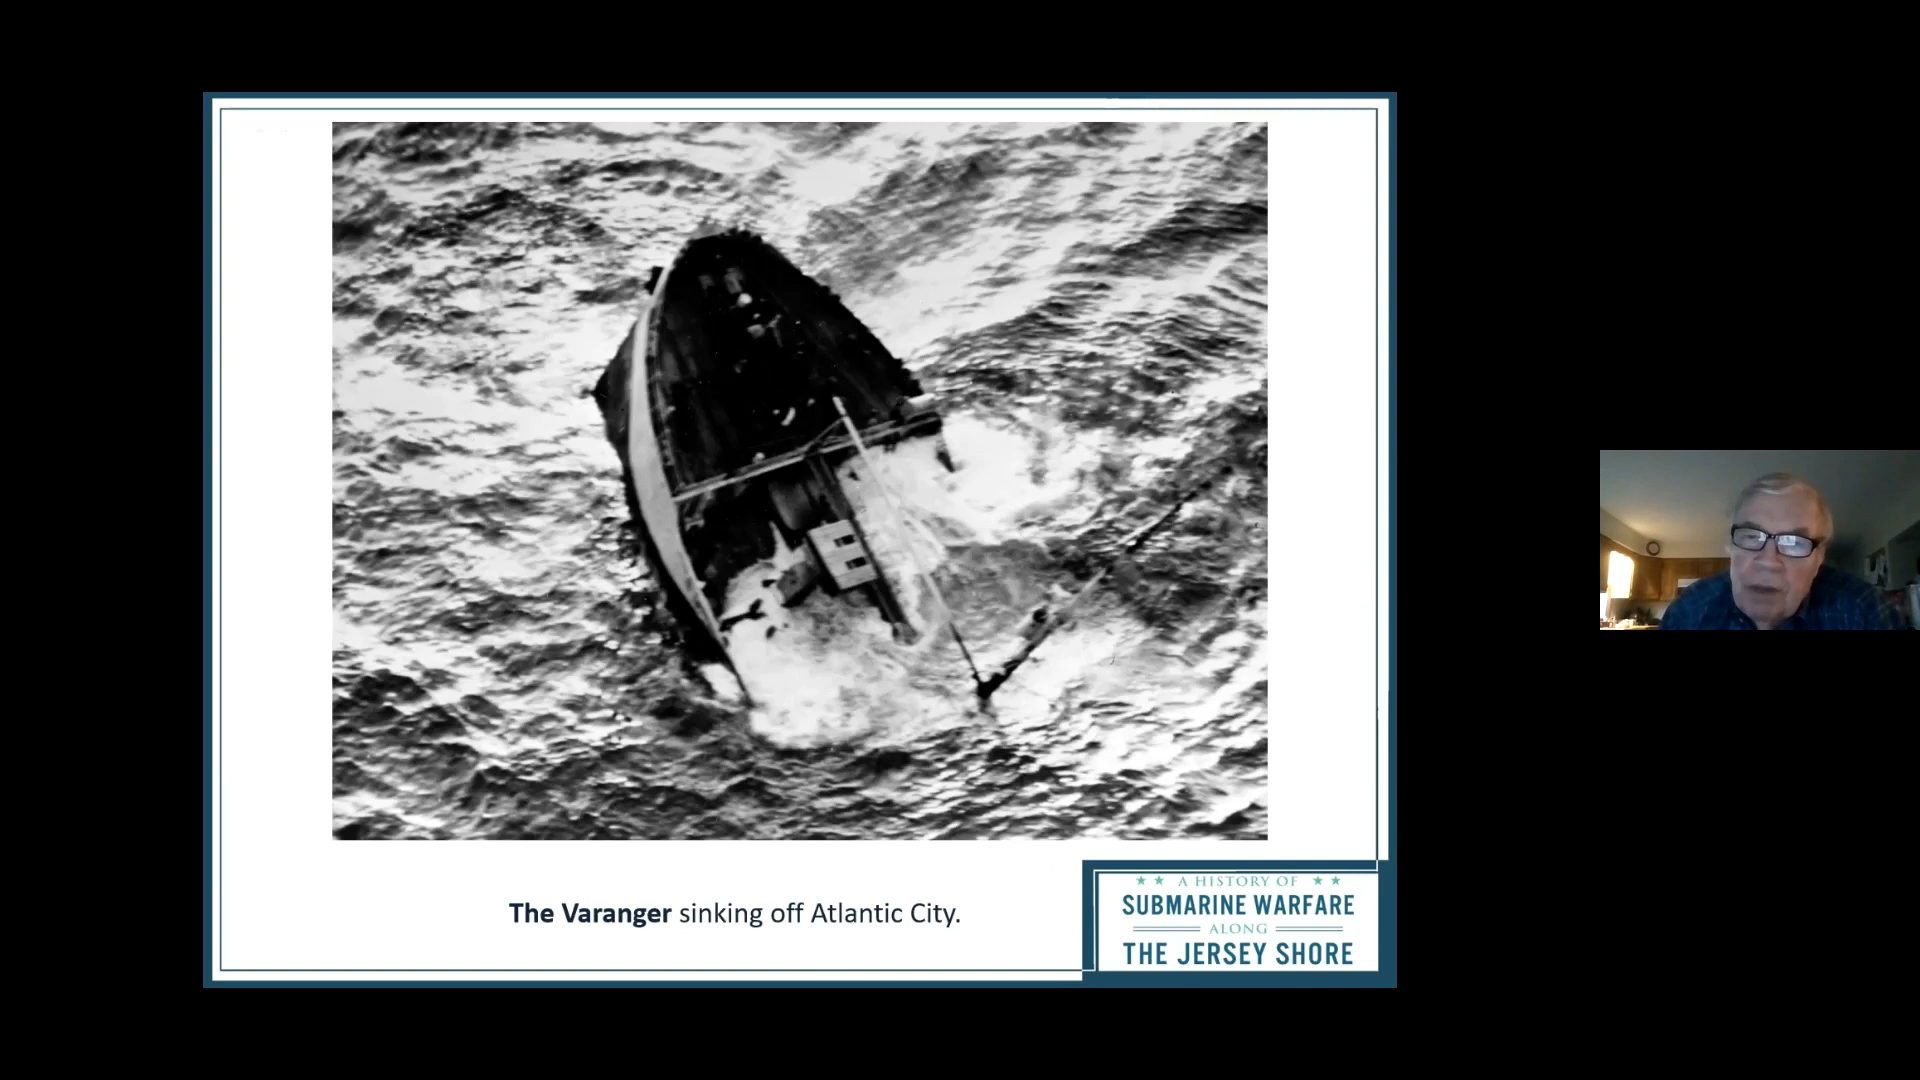 The Varanger sinking off Atlantic City.
★ ★ A HISTORY OF ★ ★
SUBMARINE WARFARE
ALONG
THE JERSEY SHORE